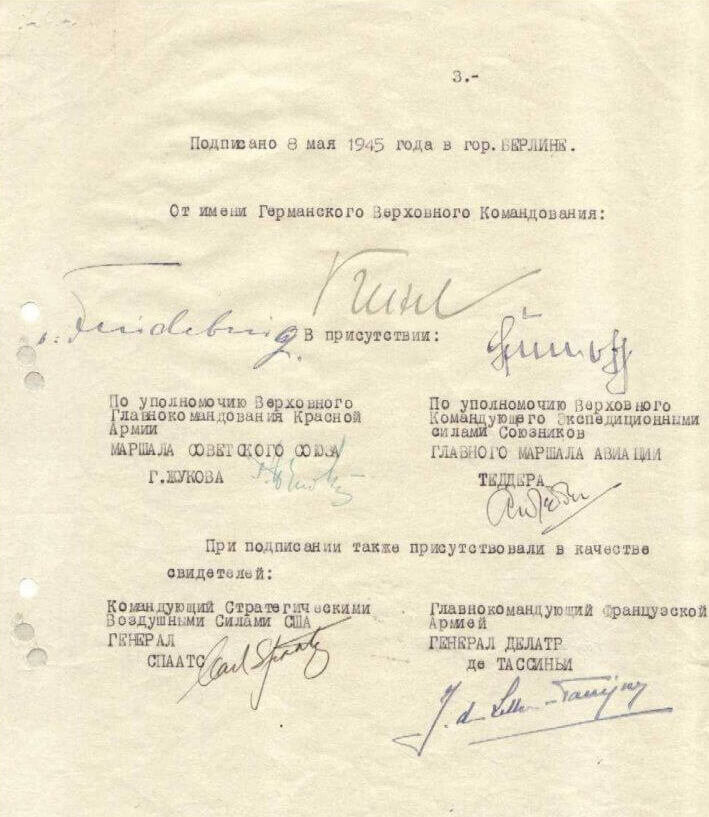 3.-
Подписано 8 мая 1945 года в гор. БЕРЛИНЕ.
От имени Германского Верховного Командования:
В присутствии:
По уполномочию Верховного
Главнокомандования Красной
Армии
МАРШАЛА СОВЕТСКОГО СОЮЗА
Г.ЖУКОВА
По уполномочию Верховного
Командующего Экспедиционными
силами Союзников
ГЛАВНОГО МАРШАЛА АВИАЦИИ
ТЕДДЕРА
При подписании также присутствовали в качестве
свидетелей:
Командующий Стратегическими
Воздушными Силами США
ГЕНЕРАЛ
СПААТС
Carl Spaatz
Главнокомандующий Французской
Армией
ГЕНЕРАЛ ДЕЛАТР
де ТАССИНЬИ